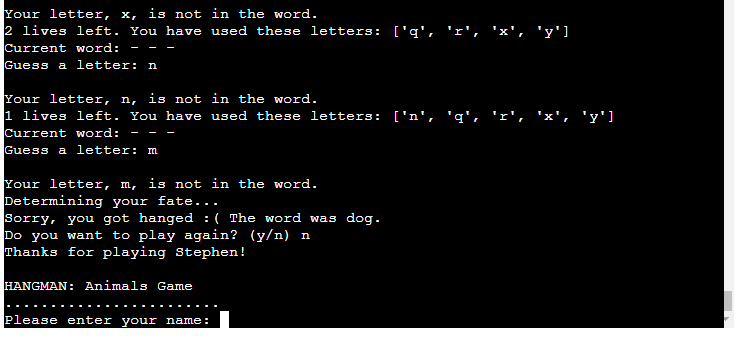 Your letter, x, is not in the word.
2 lives left. You have used these letters: ['q', 'r', 'x', 'y']
Current word: - - -
Guess a letter: n
Your letter, n, is not in the word.
1 lives left. You have used these letters: ['n', 'q', 'r', 'x', 'y']
Current word: - - -
Guess a letter: m
Your letter, m, is not in the word.
Determining your fate...
Sorry, you got hanged :( The word was dog.
Do you want to play again? (y/n) n
Thanks for playing Stephen!
HANGMAN: Animals Game
........................
Please enter your name: